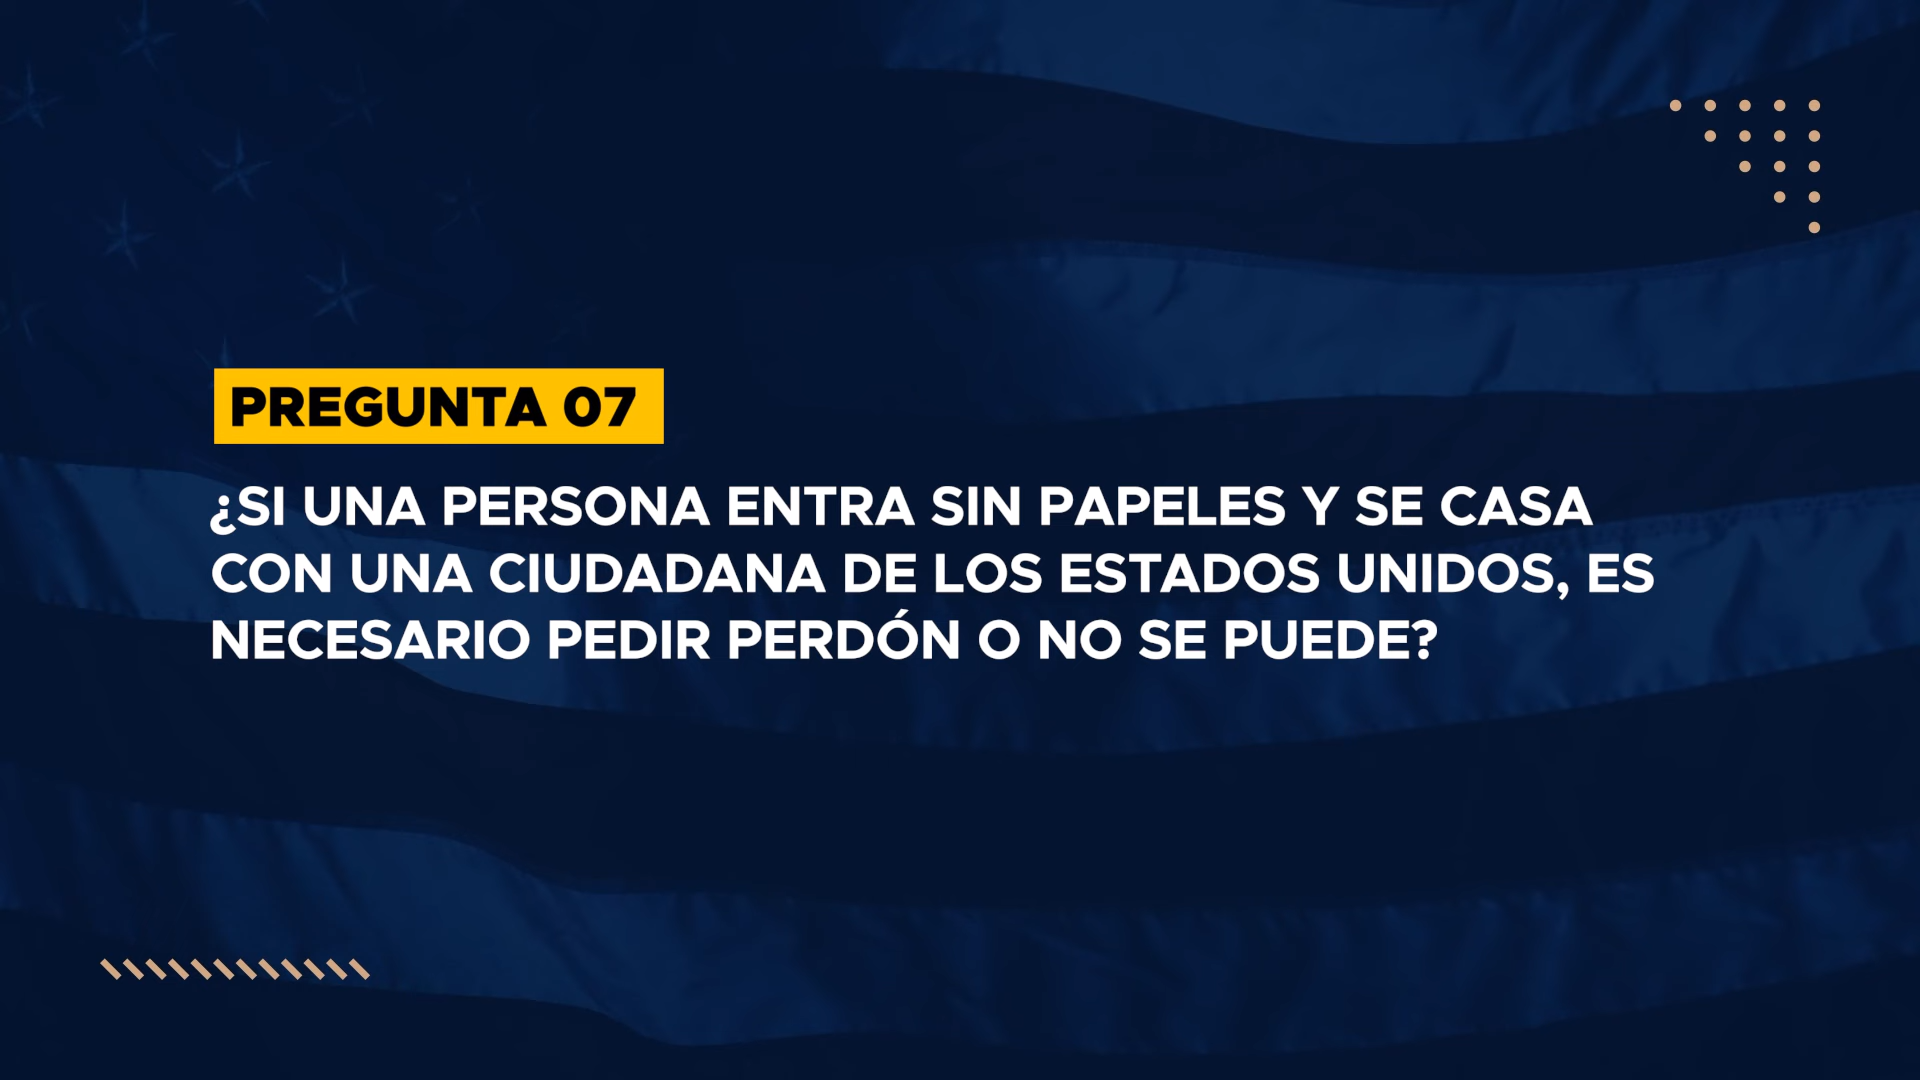 PREGUNTA 07
¿SI UNA PERSONA ENTRA SIN PAPELES Y SE CASA
CON UNA CIUDADANA DE LOS ESTADOS UNIDOS, ES
NECESARIO PEDIR PERDÓN O NO SE PUEDE?